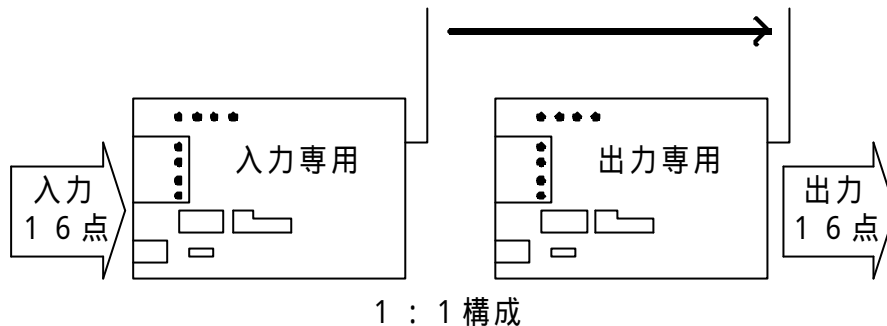 入力専用
出力専用
入力
１６点
出力
１６点
１：１構成